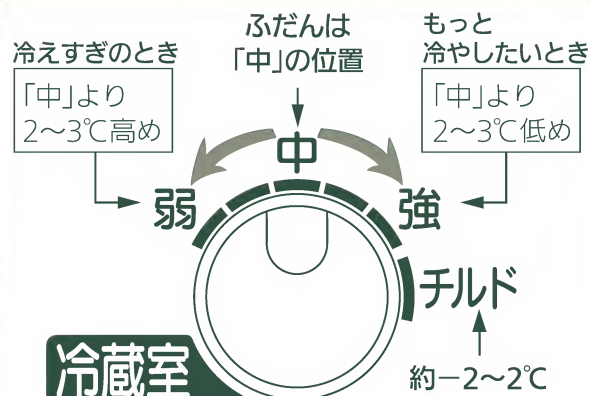 冷えすぎのとき
「中」より
2～3℃高め
ふだんは
「中」の位置
もっと
冷やしたいとき
「中」より
2～3℃低め
中
弱
強
チルド
約－2～2℃
冷蔵室